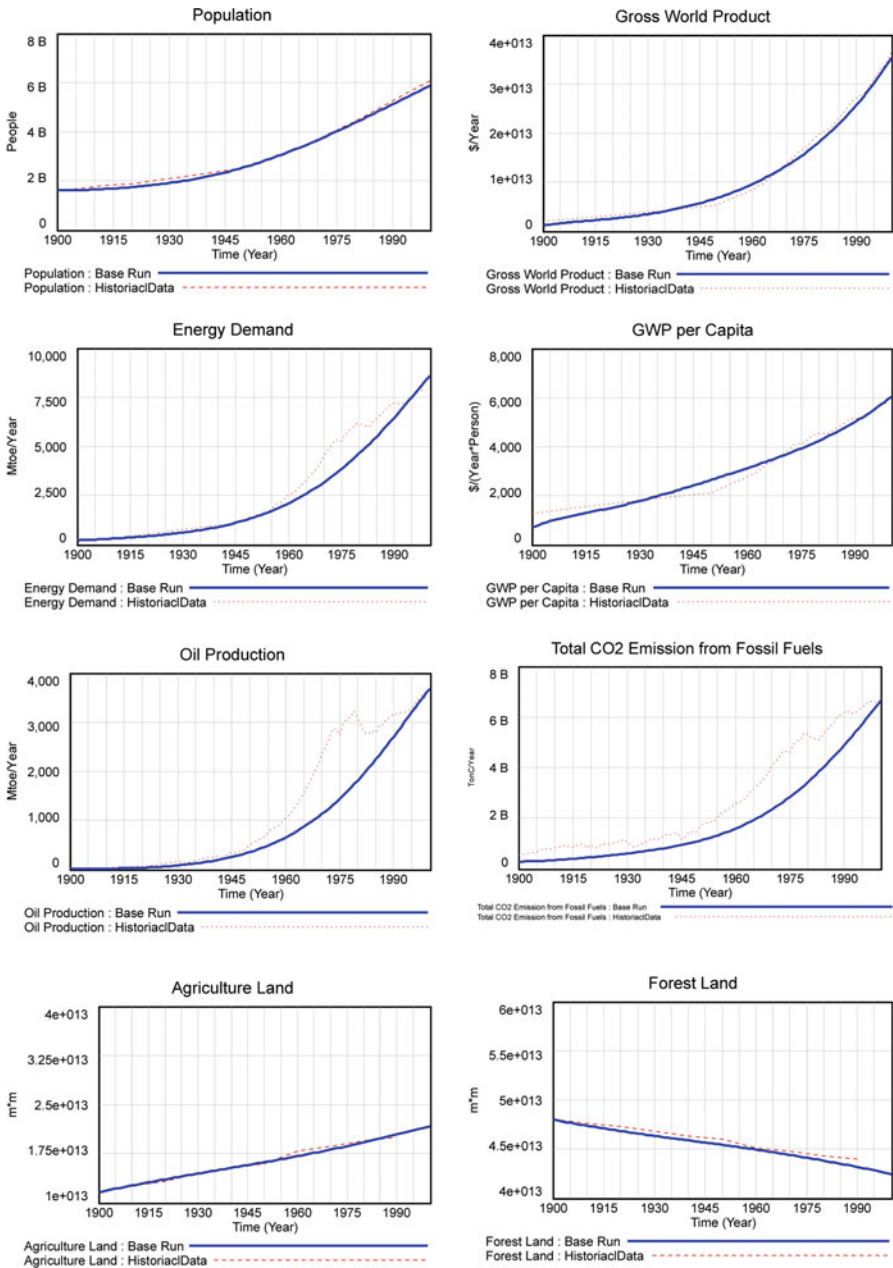 Population
8 B
6 B
4 B
2 B
0
People
1900 1915 1930 1945 1960 1975 1990
Time (Year)
Population : Base Run
Population : HistoriaclData
Gross World Product
4e+013
3e+013
2e+013
1e+013
0
$/Year
1900 1915 1930 1945 1960 1975 1990
Time (Year)
Gross World Product : Base Run
Gross World Product : HistoriaclData
Energy Demand
10,000
7,500
5,000
2,500
0
Mtoe/Year
1900 1915 1930 1945 1960 1975 1990
Time (Year)
Energy Demand : Base Run
Energy Demand : HistoriaclData
GWP per Capita
8,000
6,000
4,000
2,000
0
$/(Year*Person)
1900 1915 1930 1945 1960 1975 1990
Time (Year)
GWP per Capita : Base Run
GWP per Capita : HistoriaclData
Oil Production
4,000
3,000
2,000
1,000
0
Mtoe/Year
1900 1915 1930 1945 1960 1975 1990
Time (Year)
Oil Production : Base Run
Oil Production : HistoriaclData
Total CO2 Emission from Fossil Fuels
8 B
6 B
4 B
2 B
0
TonC/Year
1900 1915 1930 1945 1960 1975 1990
Time (Year)
Total CO2 Emission from Fossil Fuels : Base Run
Total CO2 Emission from Fossil Fuels : HistoriaclData
Agriculture Land
4e+013
3.25e+013
2.5e+013
1.75e+013
1e+013
m*m
1900 1915 1930 1945 1960 1975 1990
Time (Year)
Agriculture Land : Base Run
Agriculture Land : HistoriaclData
Forest Land
6e+013
5.5e+013
5e+013
4.5e+013
4e+013
m*m
1900 1915 1930 1945 1960 1975 1990
Time (Year)
Forest Land : Base Run
Forest Land : HistoriaclData